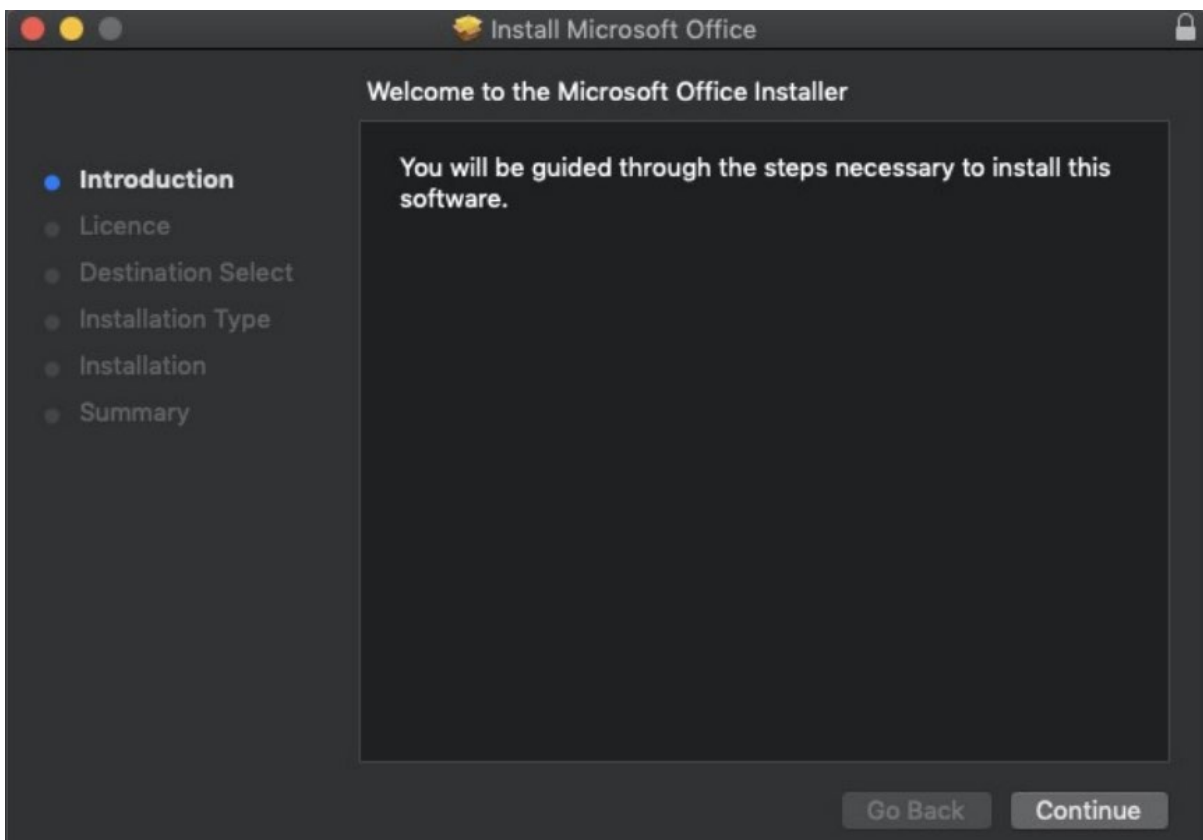 Install Microsoft Office
Welcome to the Microsoft Office Installer
Introduction
Licence
Destination Select
Installation Type
Installation
Summary
You will be guided through the steps necessary to install this
software.
Go Back
Continue